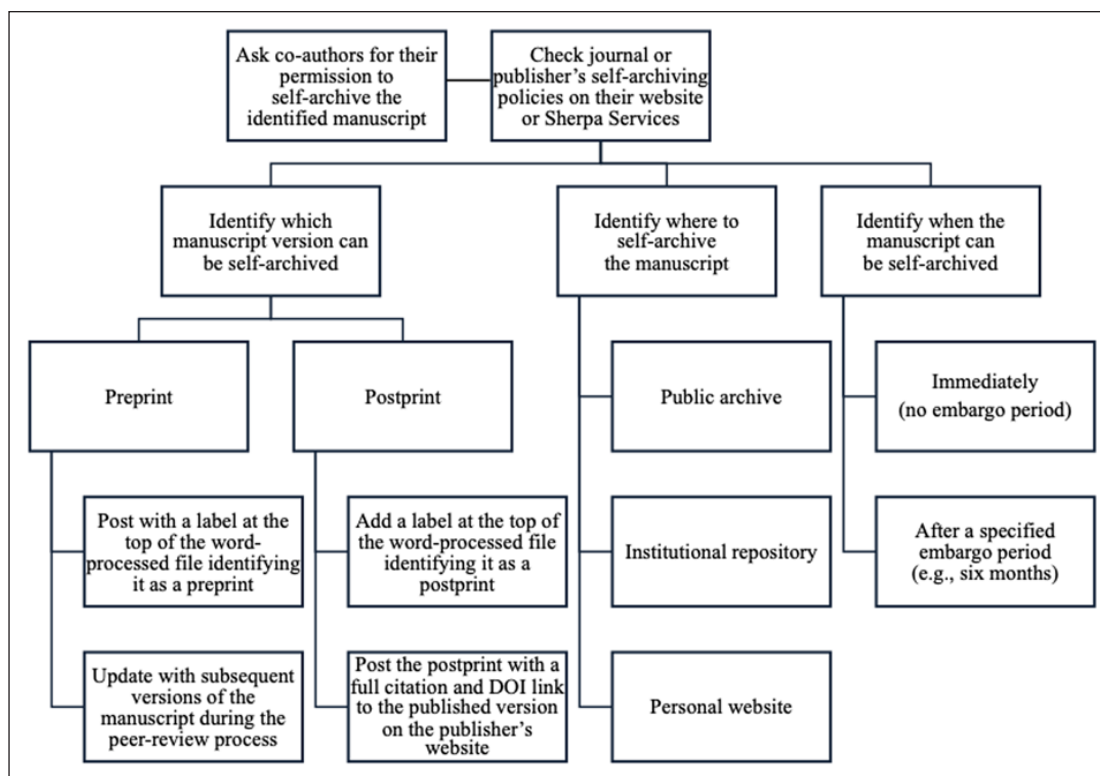 Ask co-authors for their
permission to
self-archive the
identified manuscript
Check journal or
publisher’s self-archiving
policies on their website
or Sherpa Services
Identify which
manuscript version can
be self-archived
Identify where to
self-archive
the manuscript
Identify when the
manuscript can
be self-archived
Preprint
Postprint
Public archive
Immediately
(no embargo period)
Post with a label at the
top of the word-
processed file identifying
it as a preprint
Add a label at the top of
the word-processed file
identifying it as a
postprint
Institutional repository
After a specified
embargo period
(e.g., six months)
Update with subsequent
versions of the
manuscript during the
peer-review process
Post the postprint with a
full citation and DOI link
to the published version
on the publisher’s
website
Personal website